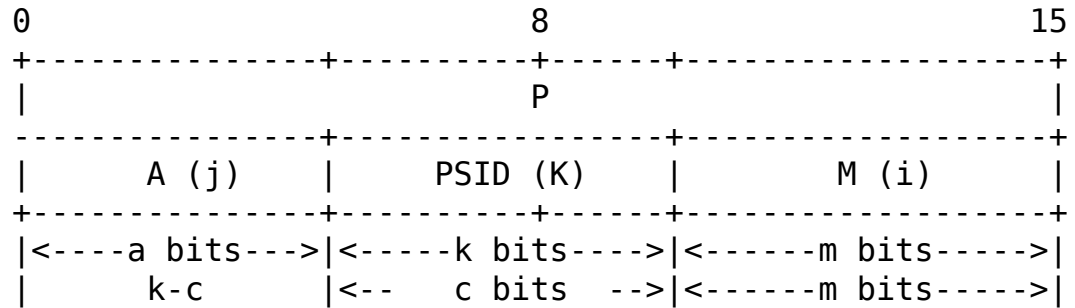 0                               8                              15
+---------------+----------+------+-------------------+
|                               P                                |
----------------+---------------------+-------------------+
|       A (j)     |      PSID (K)     |         M (i)       |
+---------------+----------+------+-------------------+
|<----a bits--->|<-----k bits---->|<------m bits----->|
|       k-c       |<--   c bits  -->|<------m bits----->|